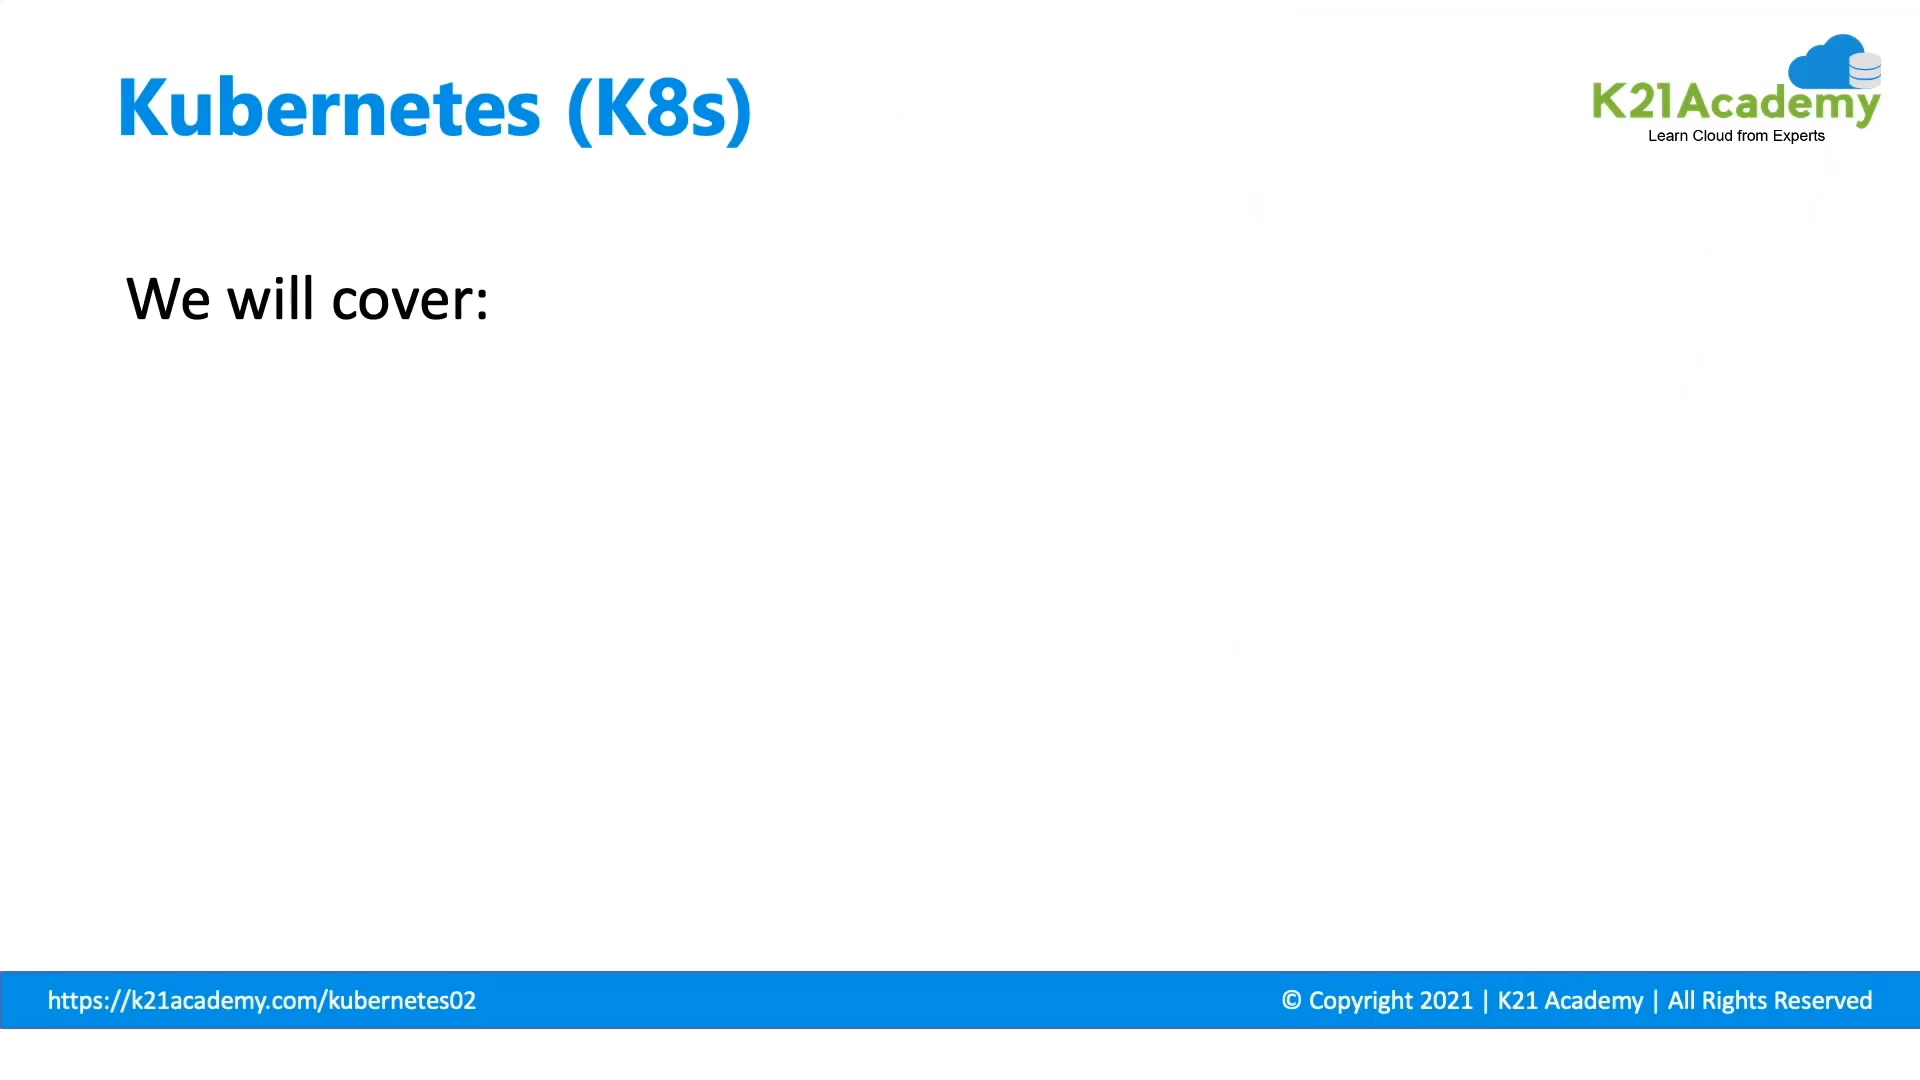 Kubernetes (K8s)
K21Academy
Learn Cloud from Experts
We will cover:
https://k21academy.com/kubernetes02
© Copyright 2021 | K21 Academy | All Rights Reserved